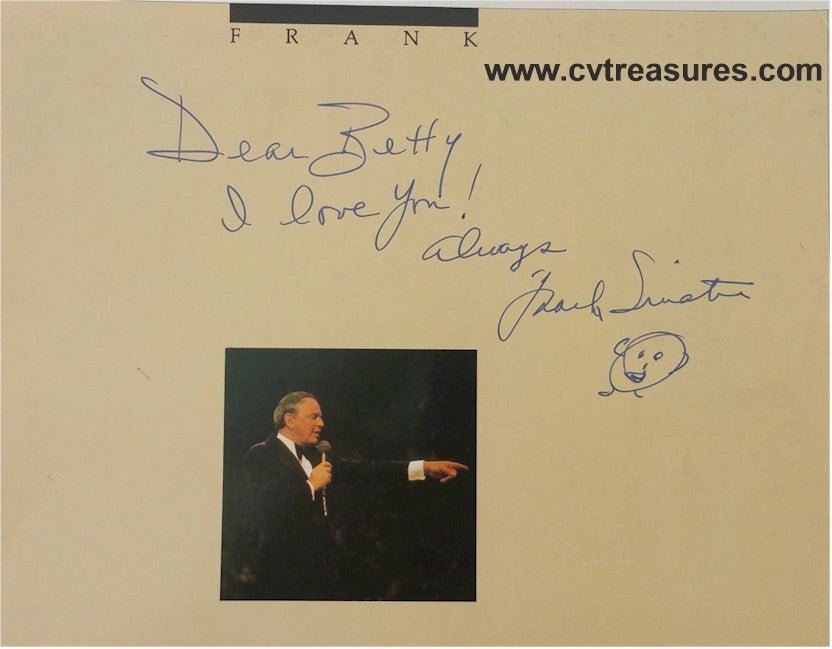 FRANK
www.cvtreasures.com
Dear Betty
I love you!
always
Frank Sinatra